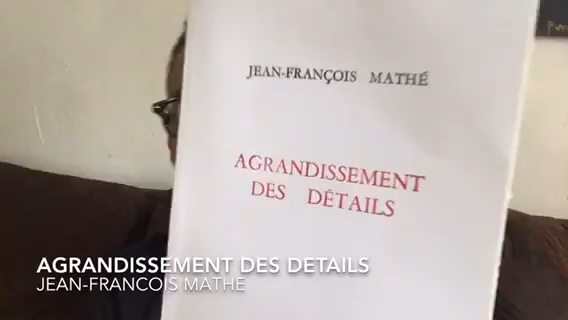 JEAN-FRANÇOIS MATHÉ
AGRANDISSEMENT
DES DÉTAILS
AGRANDISSEMENT DES DETAILS
JEAN-FRANCOIS MATHE